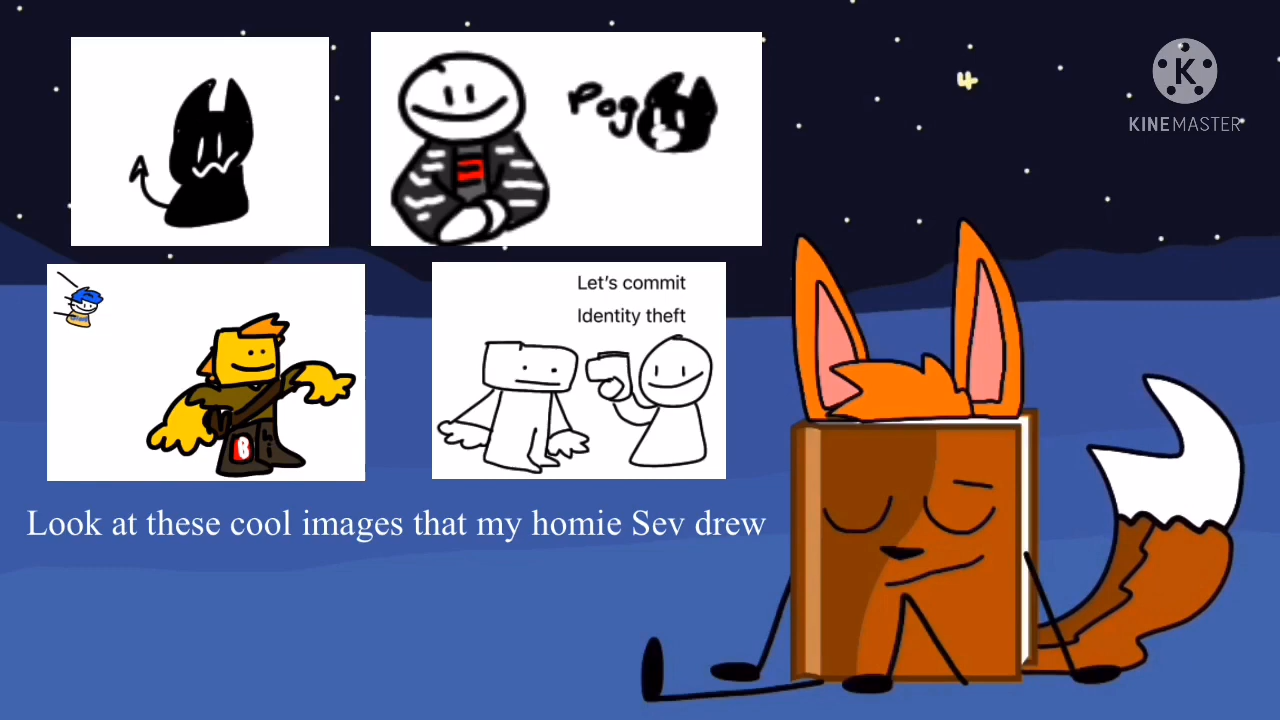 Pog
B
Let's commit
Identity theft
Look at these cool images that my homie Sev drew
K
KINEMASTER